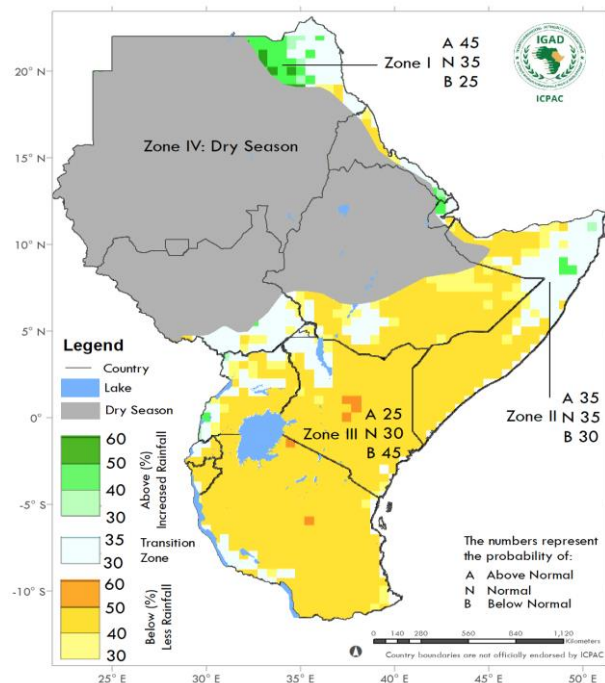 IGAD
ICPAC
A 45
Zone I N 35
B 25
Zone IV: Dry Season
A 35
Zone II N 35
B 30
A 25
Zone III N 30
B 45
20° N
15° N
10° N
5° N
0°
-5° S
-10° S
25° E
30° E
35° E
40° E
45° E
50° E
Legend
Country
Lake
Dry Season
60
50
40
30
Above (%)
Increased Rainfall
35
30
Transition
Zone
60
50
40
30
Below (%)
Less Rainfall
The numbers represent
the probability of:
A Above Normal
N Normal
B Below Normal
0 140 280 560 840 1,120
Kilometers
Country boundaries are not officially endorsed by ICPAC